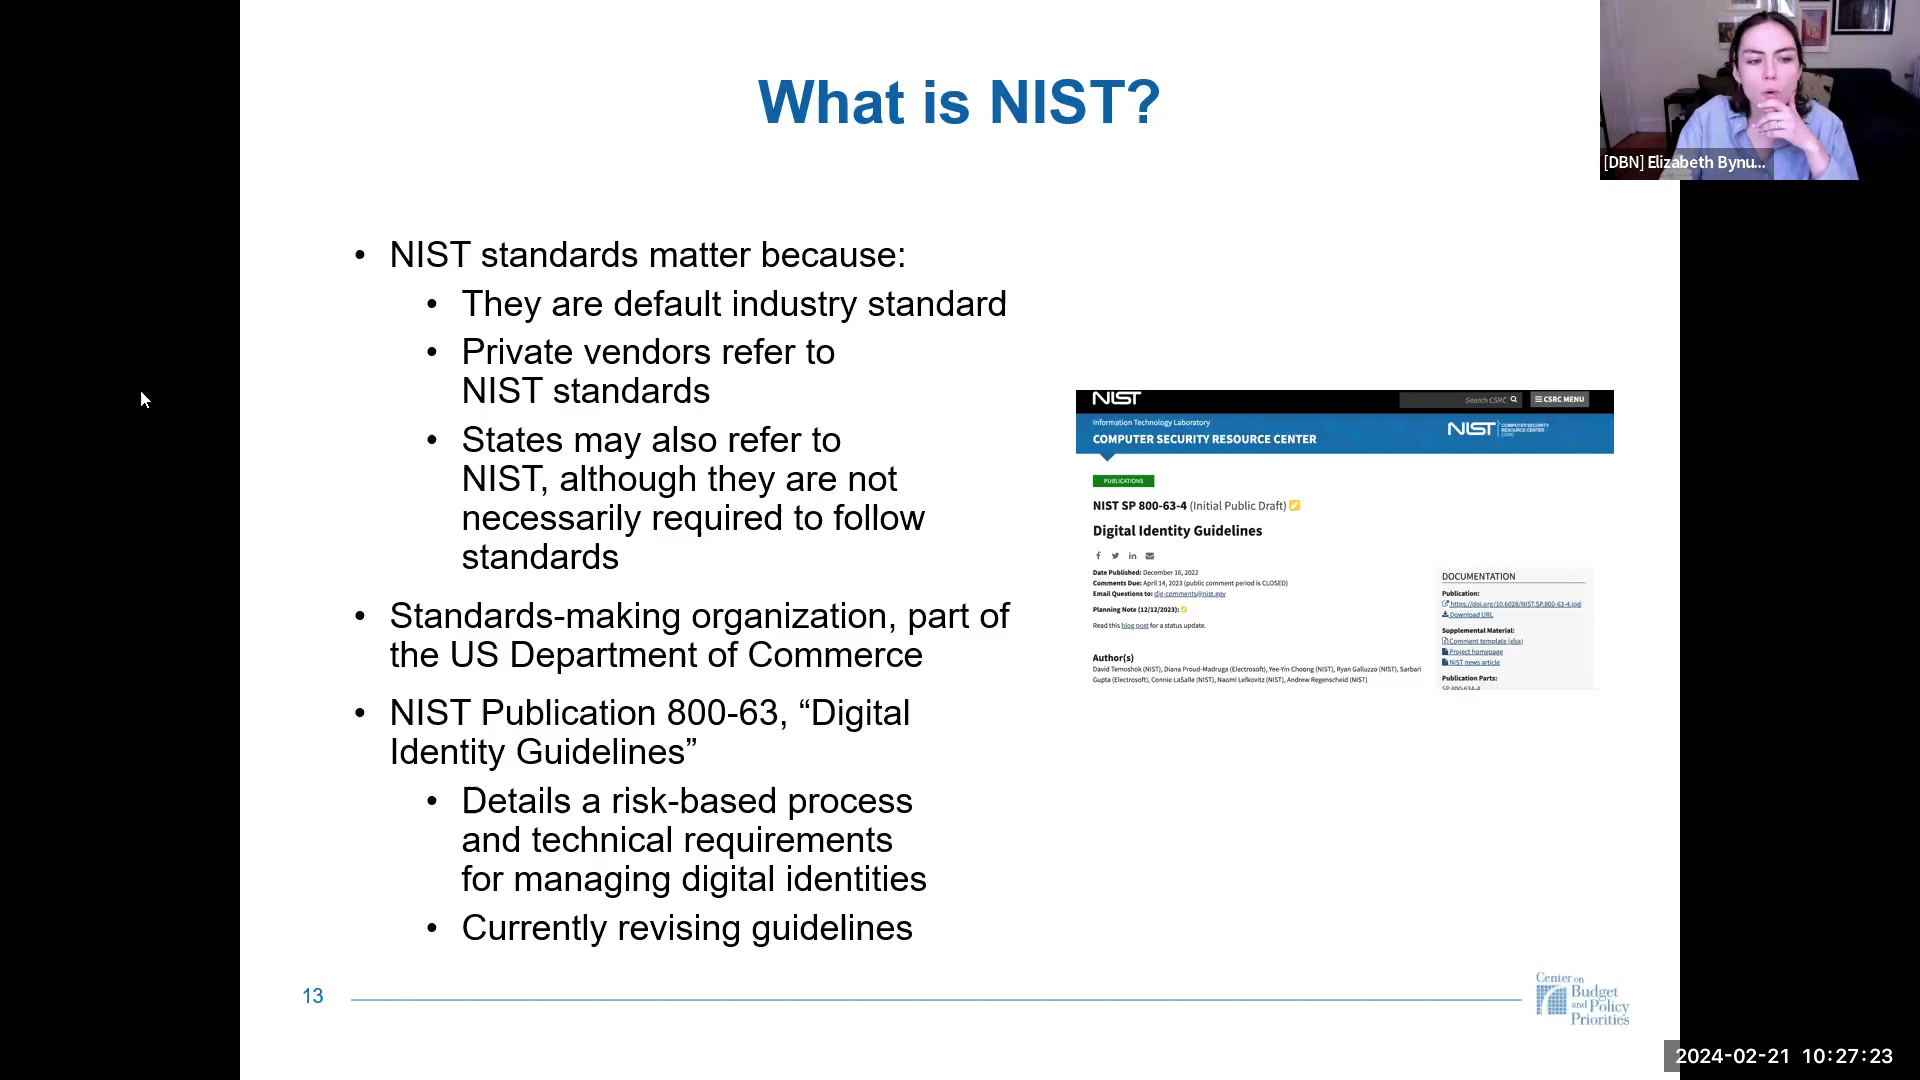 What is NIST?
[DBN] Elizabeth Bynu...
• NIST standards matter because:
• They are default industry standard
• Private vendors refer to
NIST standards
• States may also refer to
NIST, although they are not
necessarily required to follow
standards
• Standards-making organization, part of
the US Department of Commerce
• NIST Publication 800-63, “Digital
Identity Guidelines”
• Details a risk-based process
and technical requirements
for managing digital identities
• Currently revising guidelines
NIST
Search CSRC
CSRC MENU
Information Technology Laboratory
COMPUTER SECURITY RESOURCE CENTER
NIST
COMPUTER SECURITY
RESOURCE CENTER
CSRC
PUBLICATIONS
NIST SP 800-63-4 (Initial Public Draft)
Digital Identity Guidelines
Date Published: December 16, 2022
Comments Due: April 14, 2023 (public comment period is CLOSED)
Email Questions to: dig-comments@nist.gov
Planning Note (12/12/2023):
Read this blog post for a status update.
Author(s)
David Temoshok (NIST), Diana Proud-Madruga (Electrosoft), Yee-Yin Choong (NIST), Ryan Galluzzo (NIST), Sarbari
Gupta (Electrosoft), Connie LaSalle (NIST), Naomi Lefkovitz (NIST), Andrew Regenscheid (NIST)
DOCUMENTATION
Publication:
https://doi.org/10.6028/NIST.SP.800-63-4.ipd
Download URL
Supplemental Material:
Comment template (xlsx)
Project homepage
NIST news article
Publication Parts:
SP 800-63A-4
13
Center on
Budget
and Policy
Priorities
2024-02-21 10:27:23